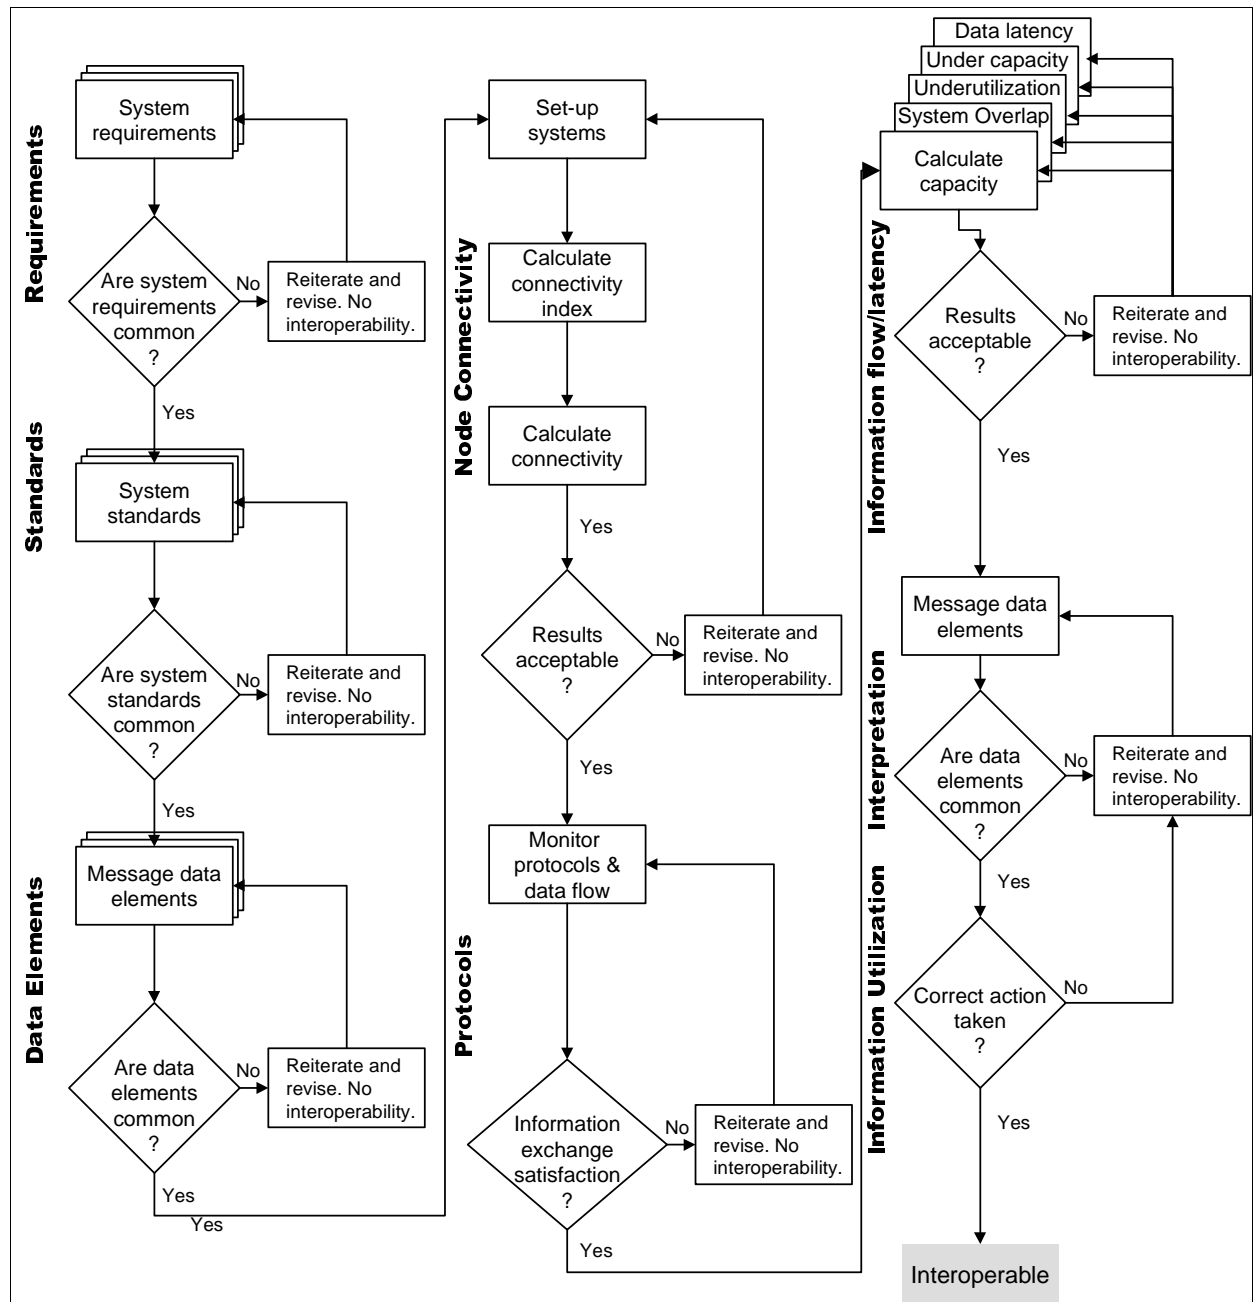 Requirements
System
requirements
Are system
requirements
common
?
No
Reiterate and
revise. No
interoperability.
Yes
Standards
System
standards
Are system
standards
common
?
No
Reiterate and
revise. No
interoperability.
Yes
Data Elements
Message data
elements
Are data
elements
common
?
No
Reiterate and
revise. No
interoperability.
Yes
Yes
Node Connectivity
Set-up
systems
Calculate
connectivity
index
Calculate
connectivity
Yes
Results
acceptable
?
No
Reiterate and
revise. No
interoperability.
Yes
Protocols
Monitor
protocols &
data flow
Information
exchange
satisfaction
?
No
Reiterate and
revise. No
interoperability.
Yes
Information flow/latency
Data latency
Under capacity
Underutilization
System Overlap
Calculate
capacity
Results
acceptable
?
No
Reiterate and
revise. No
interoperability.
Yes
Interpretation
Message data
elements
Are data
elements
common
?
No
Reiterate and
revise. No
interoperability.
Yes
Information Utilization
Correct action
taken
?
No
Yes
Interoperable